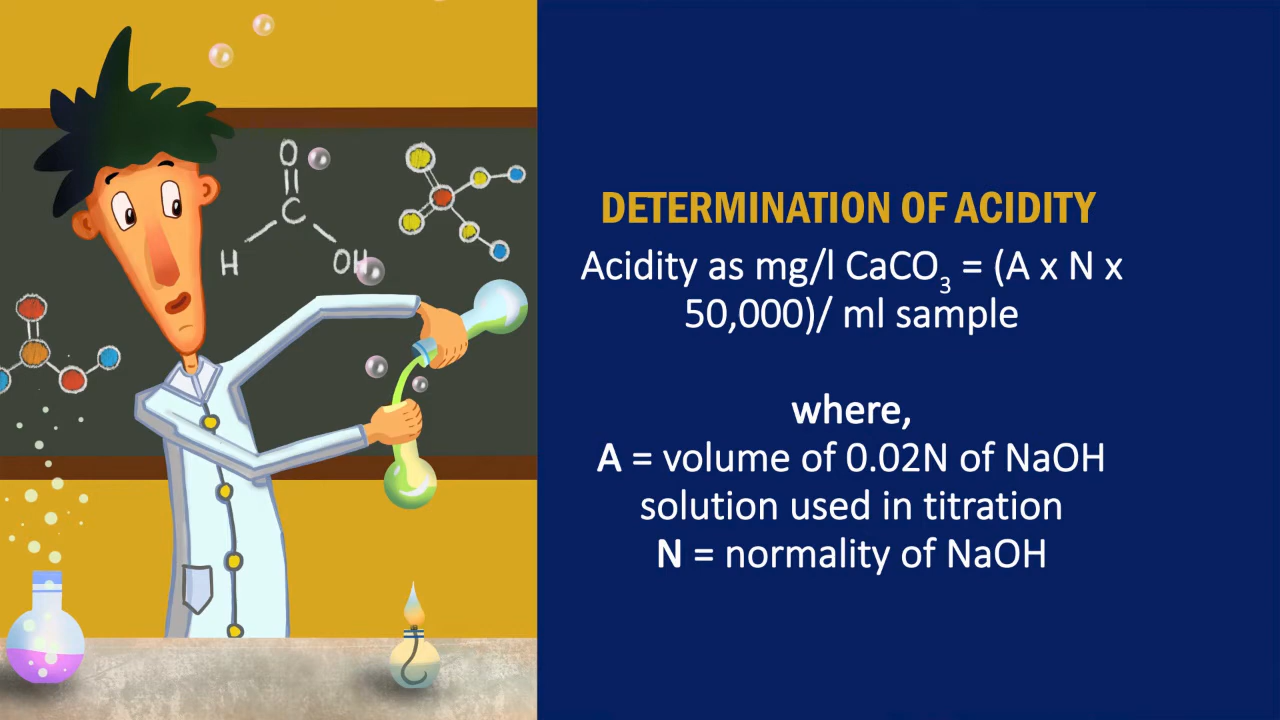 O
C
H
OH
DETERMINATION OF ACIDITY
Acidity as mg/l CaCO₃ = (A x N x
50,000)/ ml sample
where,
A = volume of 0.02N of NaOH
solution used in titration
N = normality of NaOH